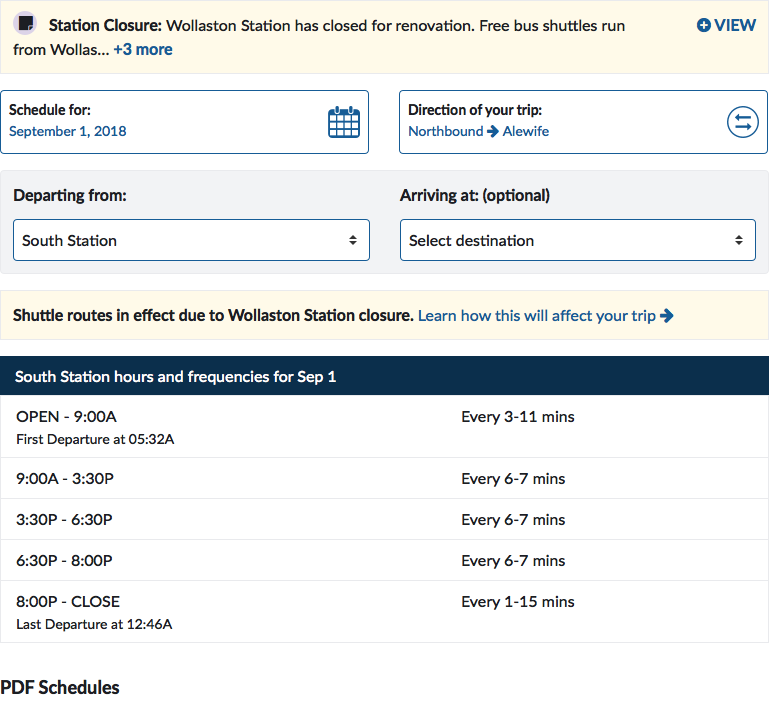 Station Closure: Wollaston Station has closed for renovation. Free bus shuttles run
from Wollas... +3 more
VIEW
Schedule for:
September 1, 2018
Direction of your trip:
Northbound → Alewife
Departing from:
South Station
Arriving at: (optional)
Select destination
Shuttle routes in effect due to Wollaston Station closure. Learn how this will affect your trip →
South Station hours and frequencies for Sep 1
OPEN - 9:00A Every 3-11 mins
First Departure at 05:32A
9:00A - 3:30P Every 6-7 mins
3:30P - 6:30P Every 6-7 mins
6:30P - 8:00P Every 6-7 mins
8:00P - CLOSE Every 1-15 mins
Last Departure at 12:46A
PDF Schedules